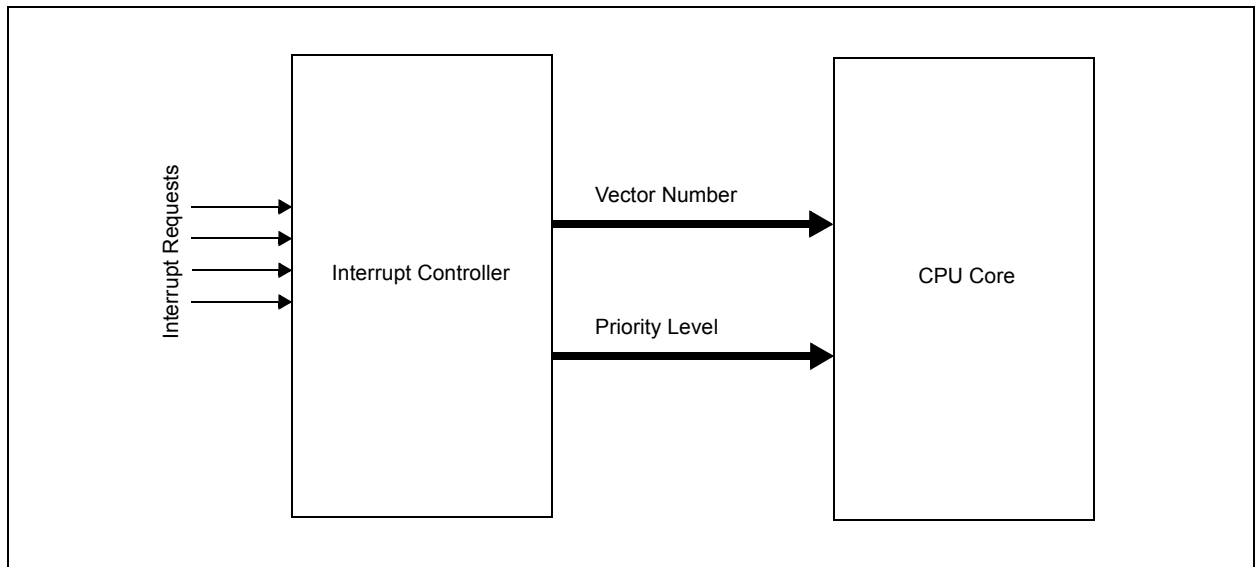 Interrupt Requests
Interrupt Controller
Vector Number
Priority Level
CPU Core